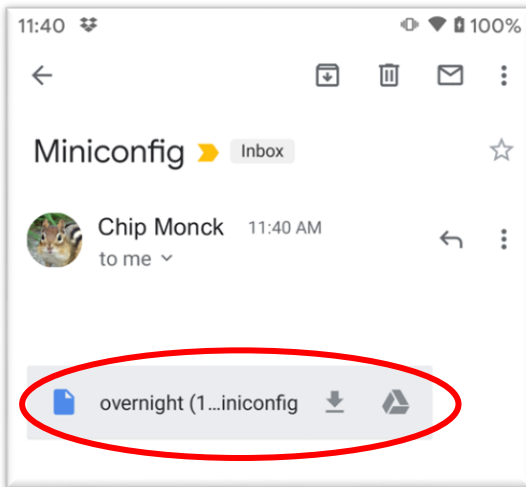 11:40 100%
Miniconfig Inbox
Chip Monck 11:40 AM
to me
overnight (1...iniconfig